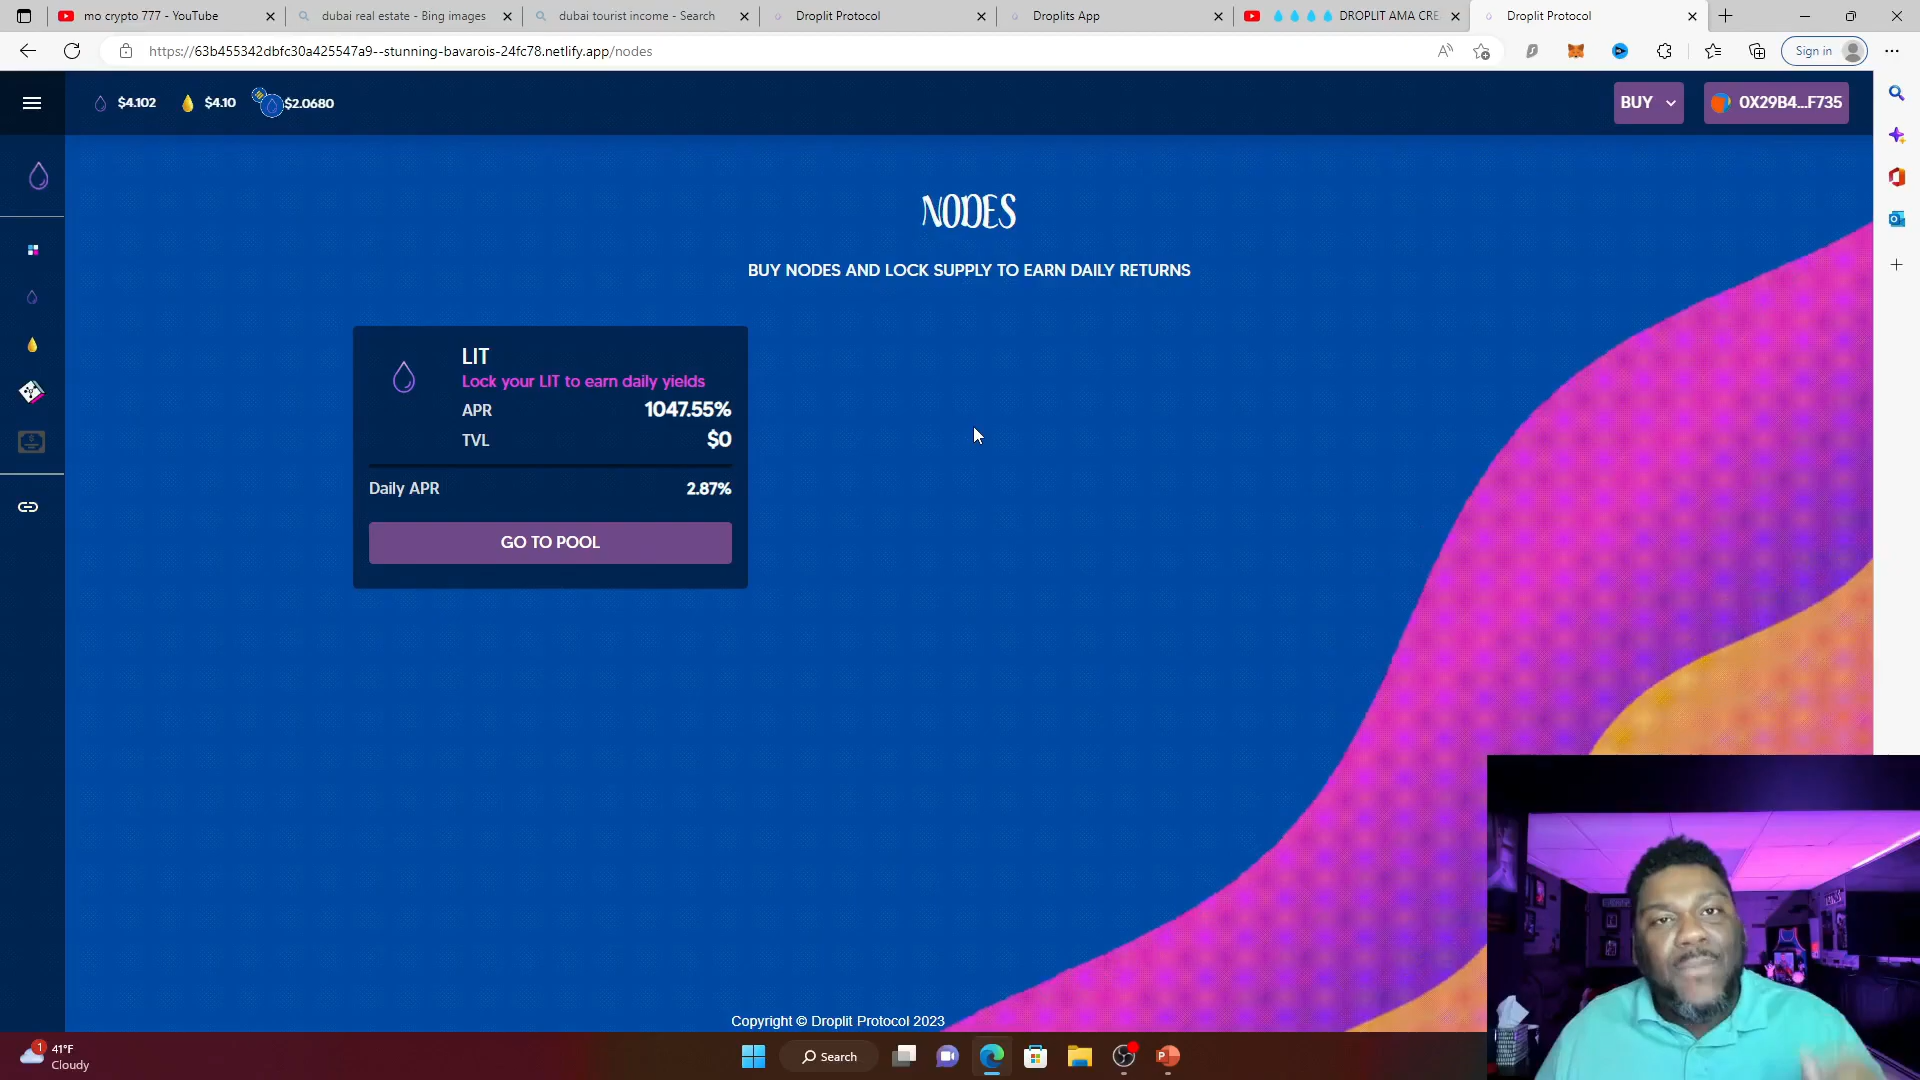 mo crypto 777 - YouTube
dubai real estate - Bing images
dubai tourist income - Search
Droplit Protocol
Droplits App
DROPLIT AMA CRE
Droplit Protocol
https://63b455342dbfc30a425547a9--stunning-bavarois-24fc78.netlify.app/nodes
Sign in
$4.102
$4.10
$2.0680
BUY
0X29B4...F735
NODES
BUY NODES AND LOCK SUPPLY TO EARN DAILY RETURNS
LIT
Lock your LIT to earn daily yields
APR 1047.55%
TVL $0
Daily APR 2.87%
GO TO POOL
Copyright © Droplit Protocol 2023
1
41°F
Cloudy
Search